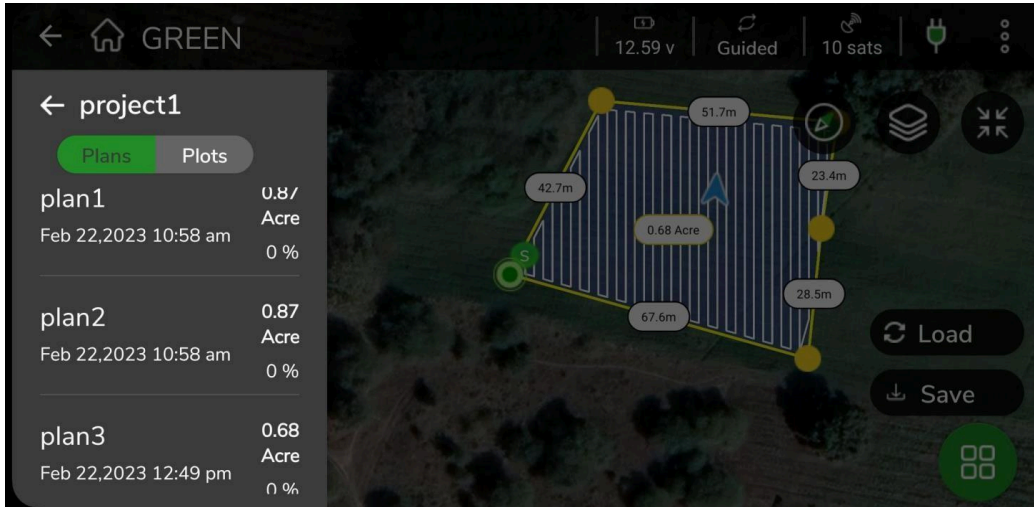 GREEN
12.59 v
Guided
10 sats
project1
Plans
Plots
plan1
0.87
Acre
Feb 22,2023 10:58 am
0 %
plan2
0.87
Acre
Feb 22,2023 10:58 am
0 %
plan3
0.68
Acre
Feb 22,2023 12:49 pm
0 %
51.7m
23.4m
42.7m
0.68 Acre
S
28.5m
67.6m
Load
Save